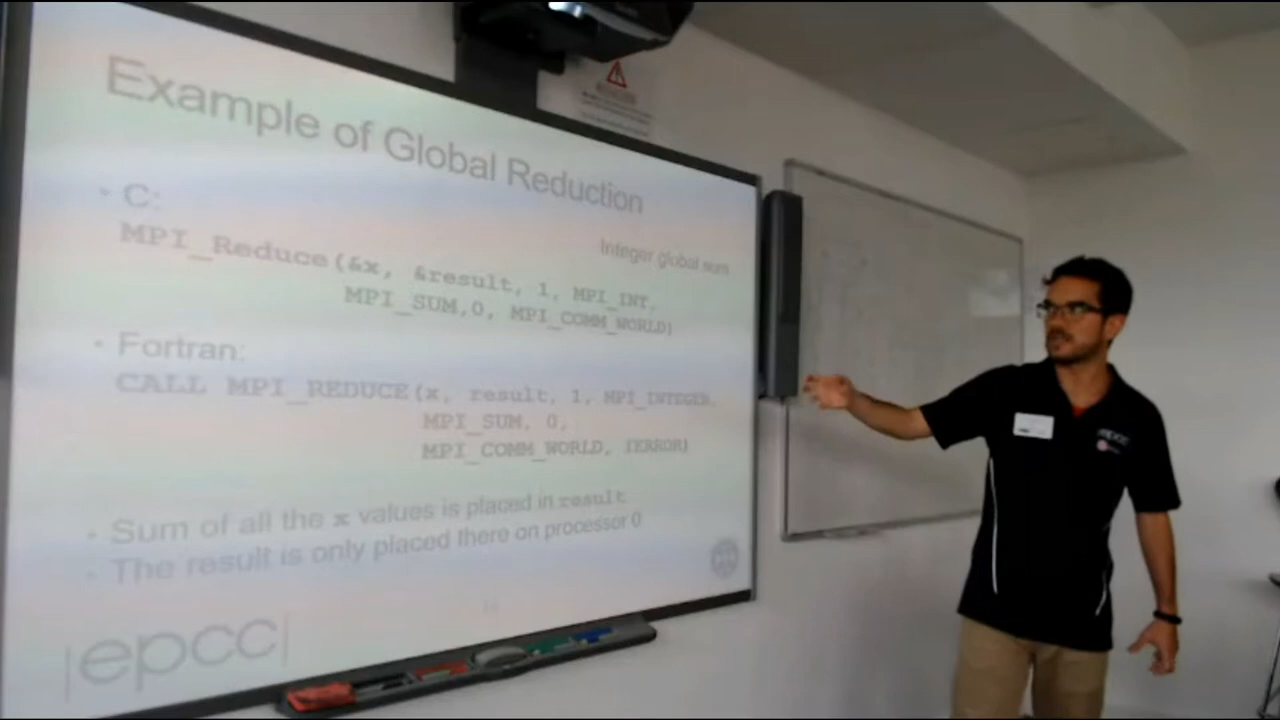 Example of Global Reduction
• C:
Integer global sum
MPI_Reduce(&x, &result, 1, MPI_INT,
MPI_SUM,0, MPI_COMM_WORLD)
• Fortran:
CALL MPI_REDUCE(x, result, 1, MPI_INTEGER,
MPI_SUM, 0,
MPI_COMM_WORLD, IERROR)
• Sum of all the x values is placed in result
• The result is only placed there on processor 0
|epcc|
epcc